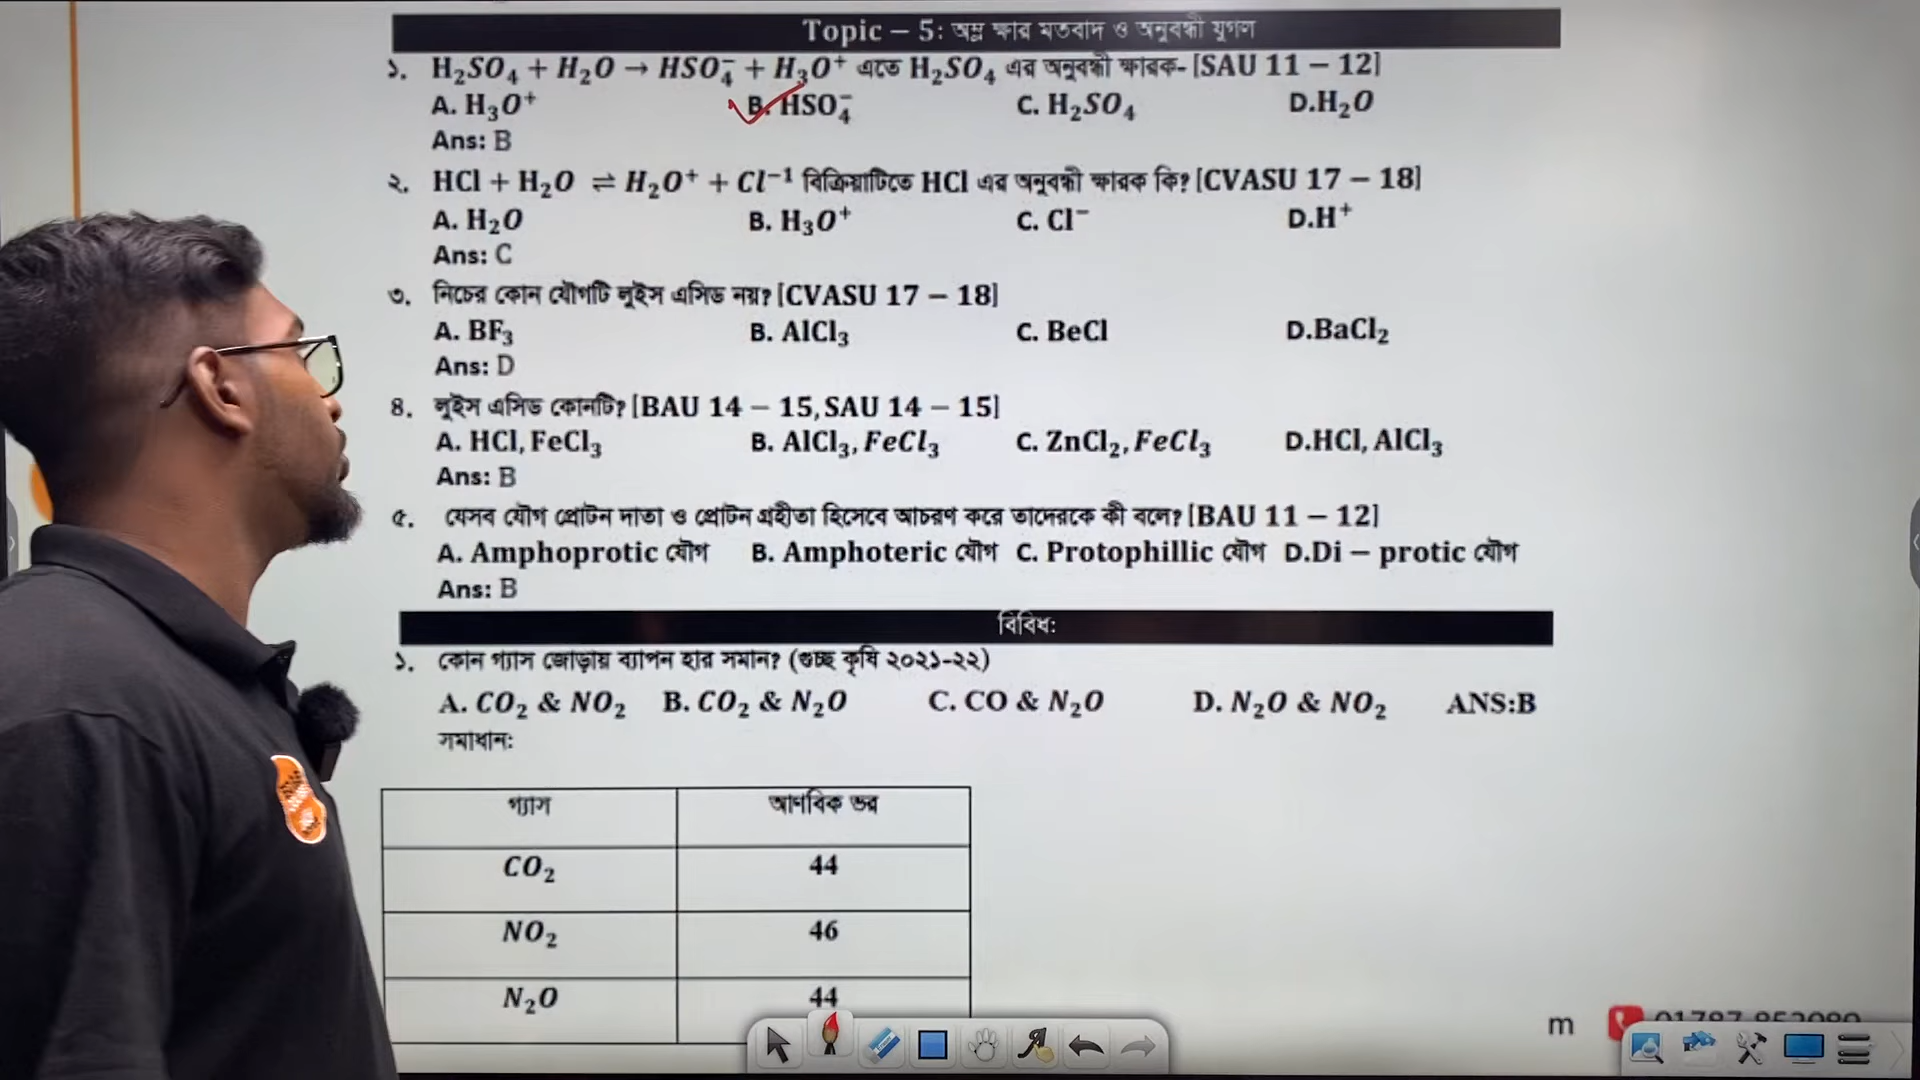 Topic – 5: অম্ল ক্ষার মতবাদ ও অনুবন্ধী যুগল
১. H₂SO₄ + H₂O → HSO₄⁻ + H₃O⁺ এতে H₂SO₄ এর অনুবন্ধী ক্ষারক- [SAU 11 – 12]
A. H₃O⁺ B. HSO₄⁻ C. H₂SO₄ D.H₂O
Ans: B
২. HCl + H₂O ⇌ H₂O⁺ + Cl⁻¹ বিক্রিয়াটিতে HCl এর অনুবন্ধী ক্ষারক কি? [CVASU 17 – 18]
A. H₂O B. H₃O⁺ C. Cl⁻ D.H⁺
Ans: C
৩. নিচের কোন যৌগটি লুইস এসিড নয়? [CVASU 17 – 18]
A. BF₃ B. AlCl₃ C. BeCl D.BaCl₂
Ans: D
৪. লুইস এসিড কোনটি? [BAU 14 – 15, SAU 14 – 15]
A. HCl, FeCl₃ B. AlCl₃, FeCl₃ C. ZnCl₂, FeCl₃ D.HCl, AlCl₃
Ans: B
৫. যেসব যৌগ প্রোটন দাতা ও প্রোটন গ্রহীতা হিসেবে আচরণ করে তাদেরকে কী বলে? [BAU 11 – 12]
A. Amphoprotic যৌগ B. Amphoteric যৌগ C. Protophillic যৌগ D.Di – protic যৌগ
Ans: B
বিবিধঃ
১. কোন গ্যাস জোড়ায় ব্যাপন হার সমান? (গুচ্ছ কৃষি ২০২১-২২)
A. CO₂ & NO₂ B. CO₂ & N₂O C. CO & N₂O D. N₂O & NO₂ ANS:B
সমাধানঃ
গ্যাস আণবিক ভর
CO₂ 44
NO₂ 46
N₂O 44
m